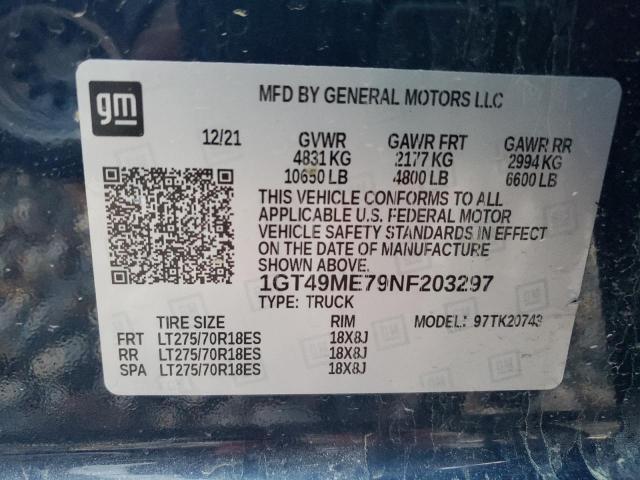 gm
MFD BY GENERAL MOTORS LLC
12/21 GVWR GAWR FRT GAWR RR
4831 KG 2177 KG 2994 KG
10650 LB 4800 LB 6600 LB
THIS VEHICLE CONFORMS TO ALL
APPLICABLE U.S. FEDERAL MOTOR
VEHICLE SAFETY STANDARDS IN EFFECT
ON THE DATE OF MANUFACTURE
SHOWN ABOVE.
1GT49ME79NF203297
TYPE: TRUCK
TIRE SIZE RIM MODEL: 97TK20743
FRT LT275/70R18ES 18X8J
RR LT275/70R18ES 18X8J
SPA LT275/70R18ES 18X8J